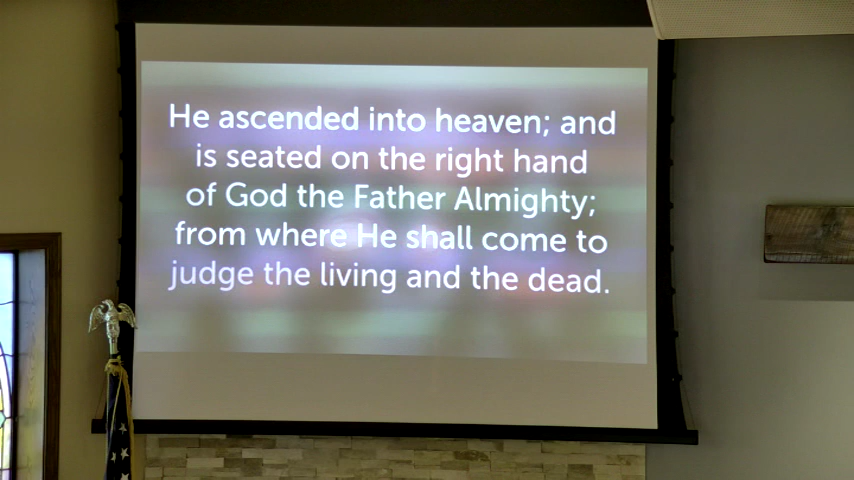 He ascended into heaven; and
is seated on the right hand
of God the Father Almighty;
from where He shall come to
judge the living and the dead.